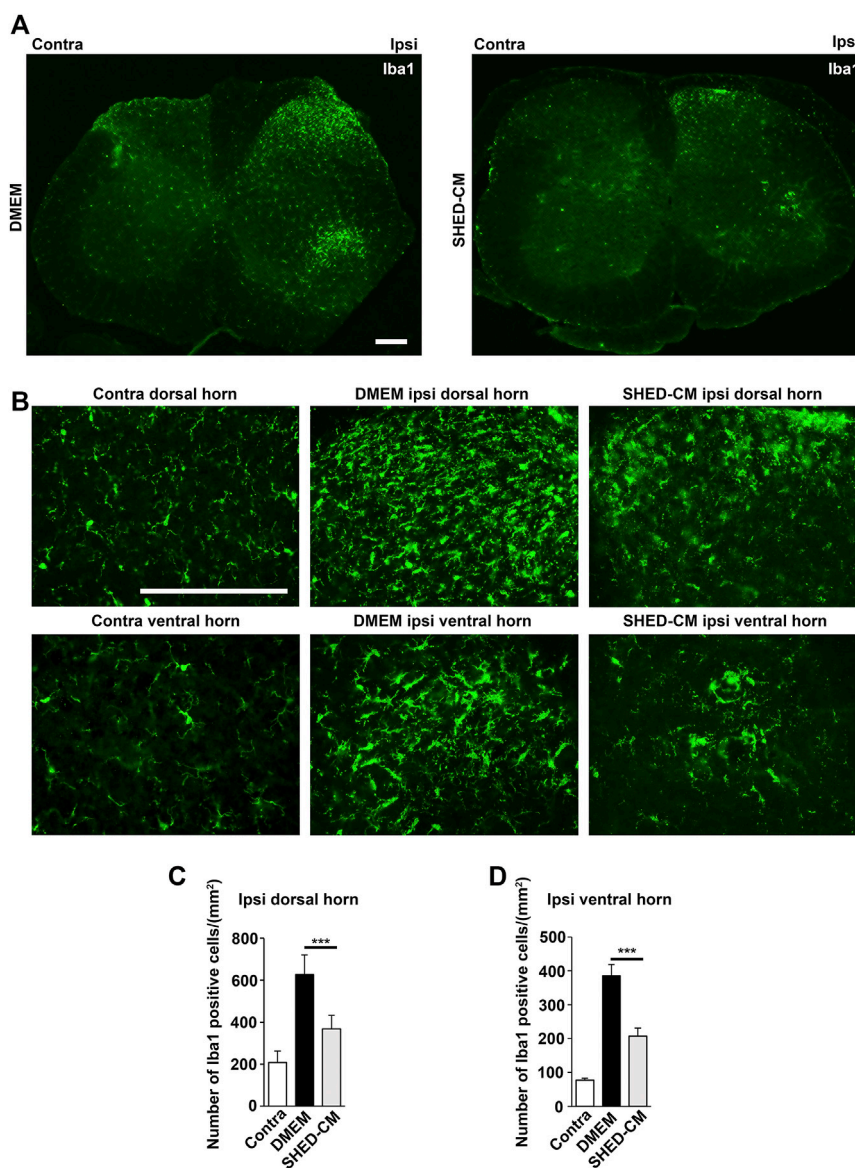 A
Contra Ipsi
Iba1
DMEM
Contra Ips
Iba1
SHED-CM
B
Contra dorsal horn
DMEM ipsi dorsal horn
SHED-CM ipsi dorsal horn
Contra ventral horn
DMEM ipsi ventral horn
SHED-CM ipsi ventral horn
C
Ipsi dorsal horn
Number of Iba1 positive cells/(mm²)
800
600
400
200
0
***
Contra
DMEM
SHED-CM
D
Ipsi ventral horn
Number of Iba1 positive cells/(mm²)
500
400
300
200
100
0
***
Contra
DMEM
SHED-CM